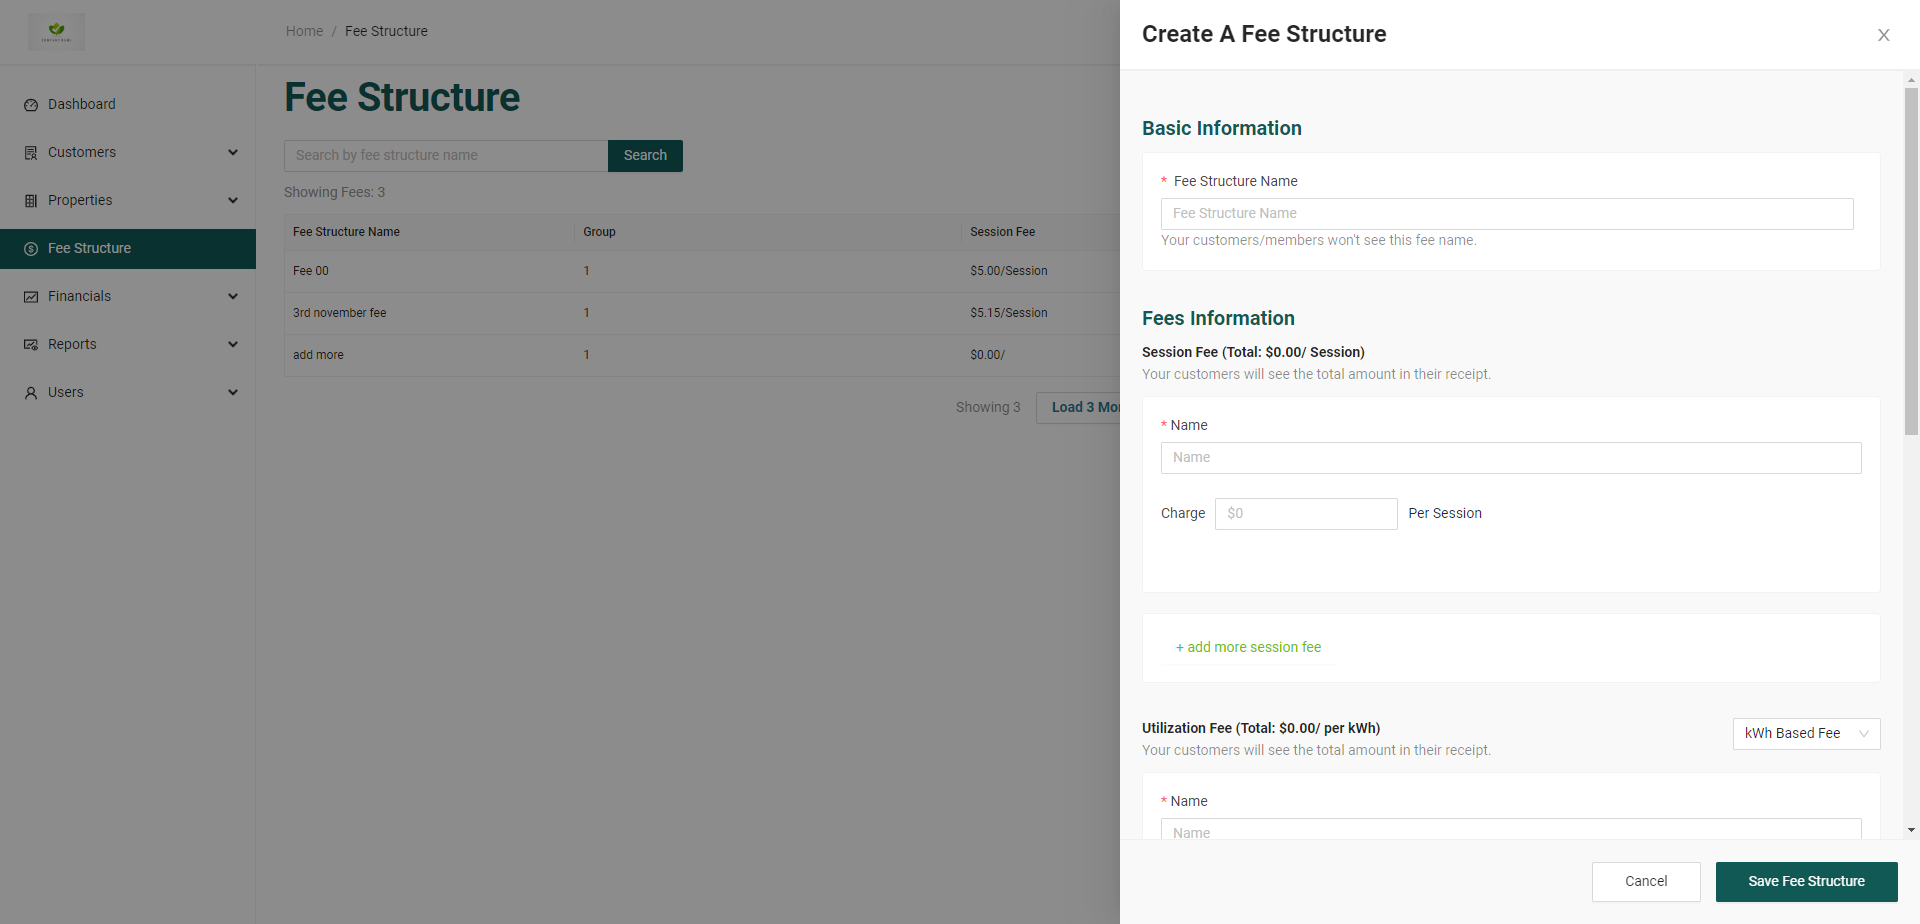 Home / Fee Structure
Dashboard
Customers
Properties
Fee Structure
Financials
Reports
Users
Fee Structure
Search by fee structure name
Search
Showing Fees: 3
Fee Structure Name Group Session Fee
Fee 00 1 $5.00/Session
3rd november fee 1 $5.15/Session
add more 1 $0.00/
Showing 3
Load 3 Mor
Create A Fee Structure
Basic Information
* Fee Structure Name
Fee Structure Name
Your customers/members won't see this fee name.
Fees Information
Session Fee (Total: $0.00/ Session)
Your customers will see the total amount in their receipt.
* Name
Name
Charge $0 Per Session
+ add more session fee
Utilization Fee (Total: $0.00/ per kWh)
kWh Based Fee
Your customers will see the total amount in their receipt.
* Name
Name
Cancel
Save Fee Structure